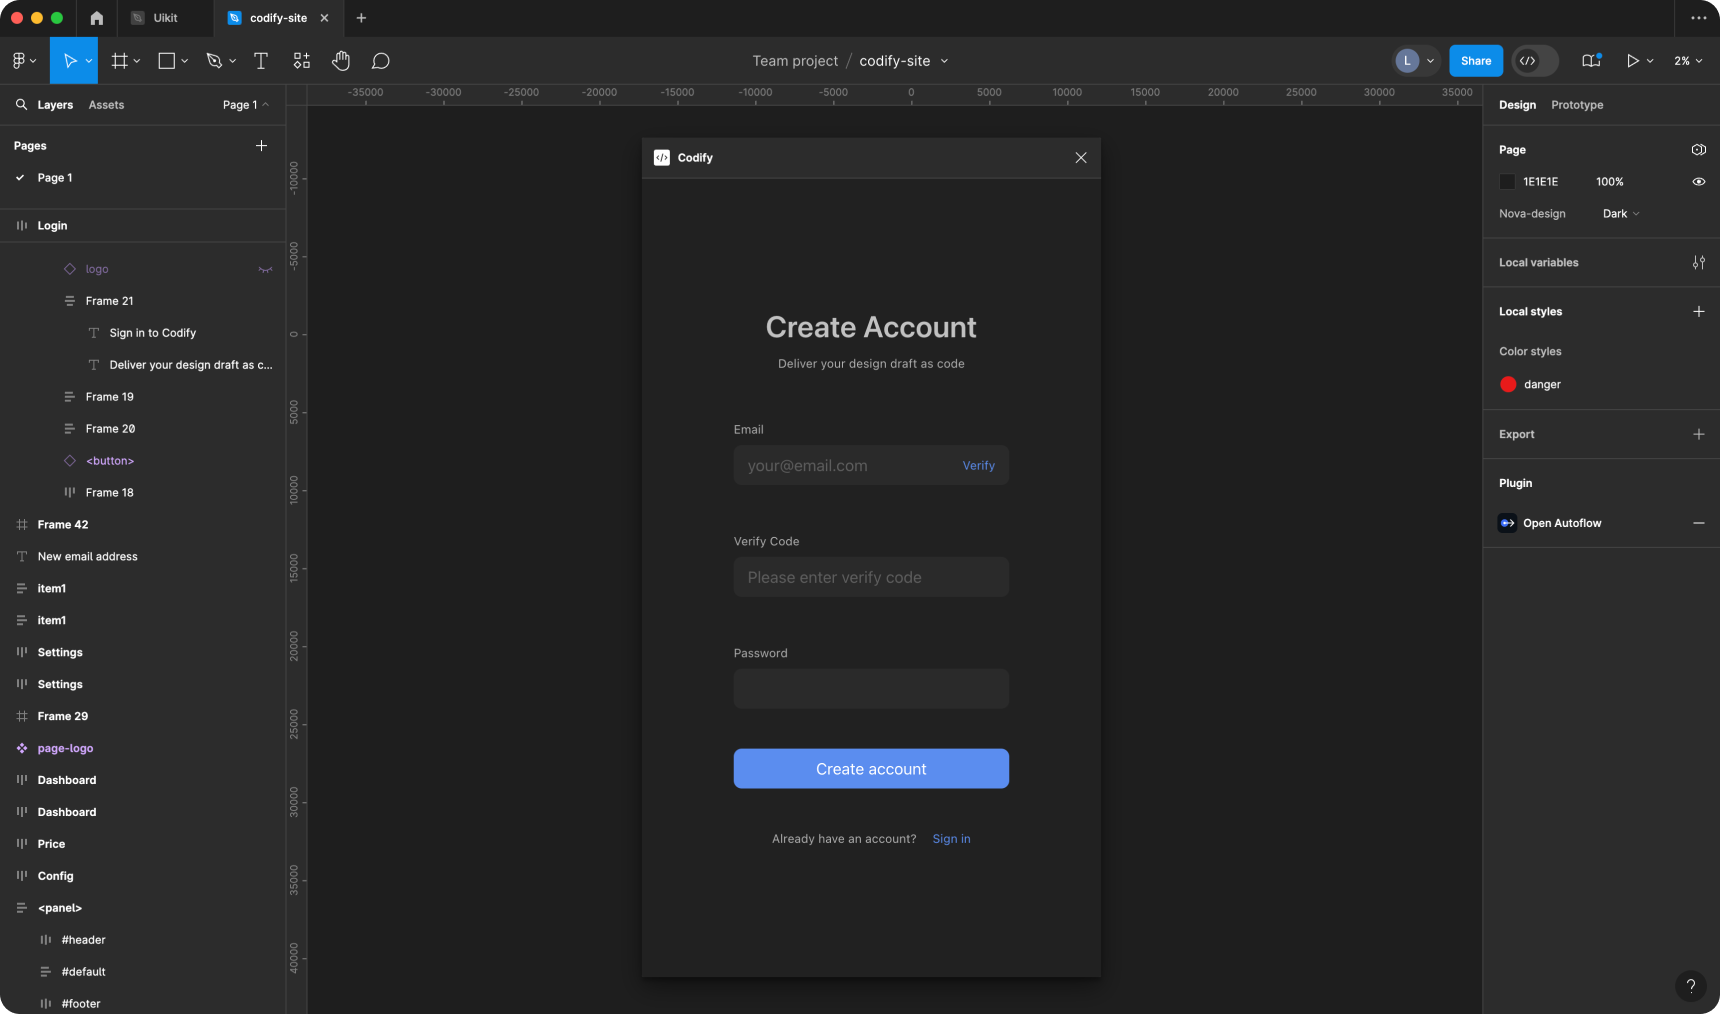 Uikit
codify-site
Team project / codify-site
L
Share
2%
Layers
Assets
Page 1
Pages
Page 1
Login
logo
Frame 21
Sign in to Codify
Deliver your design draft as c...
Frame 19
Frame 20
<button>
Frame 18
Frame 42
New email address
item1
item1
Settings
Settings
Frame 29
page-logo
Dashboard
Dashboard
Price
Config
<panel>
#header
#default
#footer
-35000 -30000 -25000 -20000 -15000 -10000 -5000 0 5000 10000 15000 20000 25000 30000 35000
-10000
-5000
0
5000
10000
15000
20000
25000
30000
35000
40000
Codify
Create Account
Deliver your design draft as code
Email
your@email.com
Verify
Verify Code
Please enter verify code
Password
Create account
Already have an account? Sign in
Design
Prototype
Page
1E1E1E
100%
Nova-design
Dark
Local variables
Local styles
Color styles
danger
Export
Plugin
Open Autoflow
?